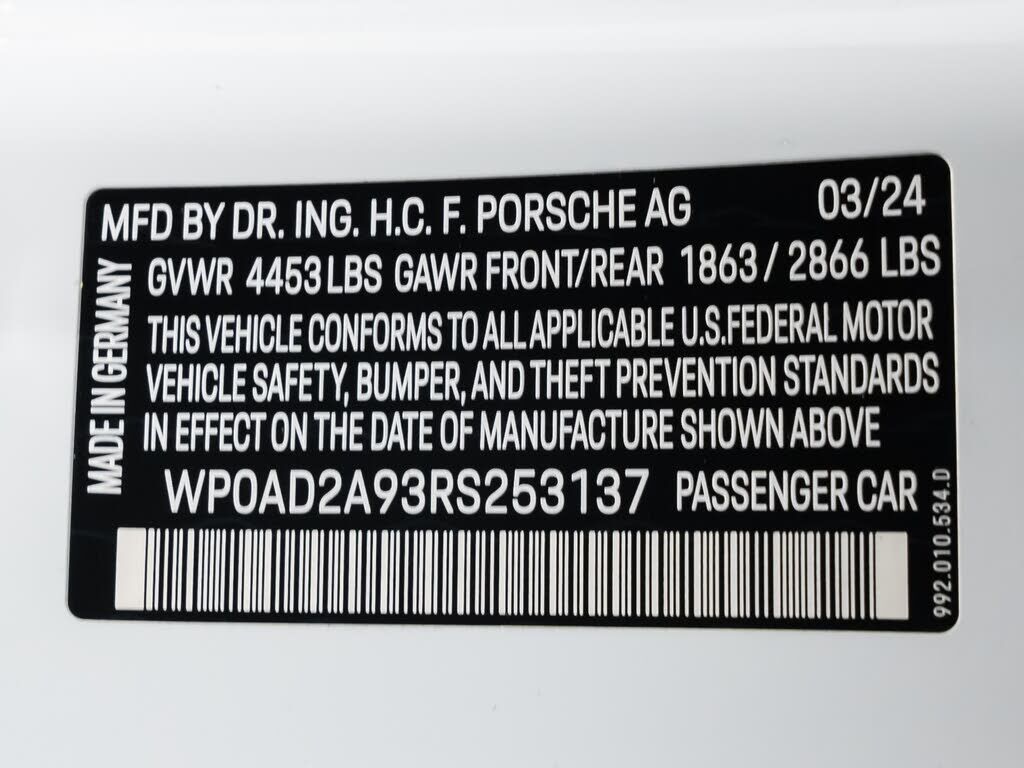 MFD BY DR. ING. H.C. F. PORSCHE AG 03/24
GVWR 4453 LBS GAWR FRONT/REAR 1863 / 2866 LBS
THIS VEHICLE CONFORMS TO ALL APPLICABLE U.S.FEDERAL MOTOR
VEHICLE SAFETY, BUMPER, AND THEFT PREVENTION STANDARDS
IN EFFECT ON THE DATE OF MANUFACTURE SHOWN ABOVE
WP0AD2A93RS253137 PASSENGER CAR
MADE IN GERMANY
992.010.534.D